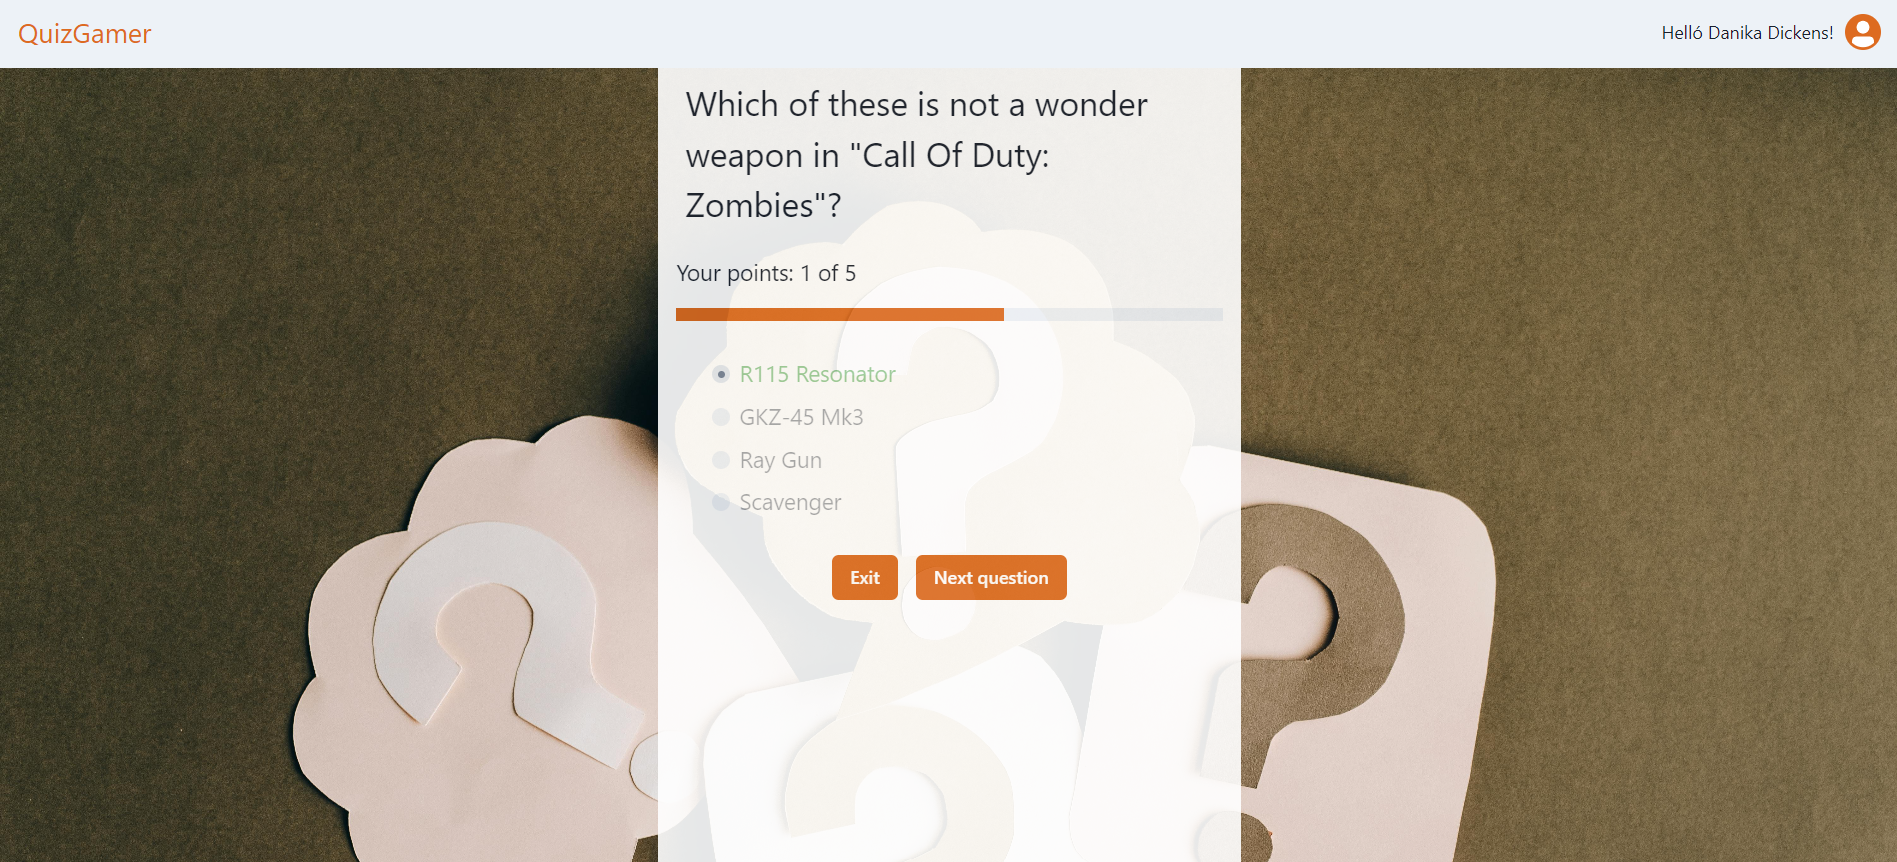 QuizGamer
Helló Danika Dickens!
Which of these is not a wonder
weapon in "Call Of Duty:
Zombies"?
Your points: 1 of 5
R115 Resonator
GKZ-45 Mk3
Ray Gun
Scavenger
Exit
Next question